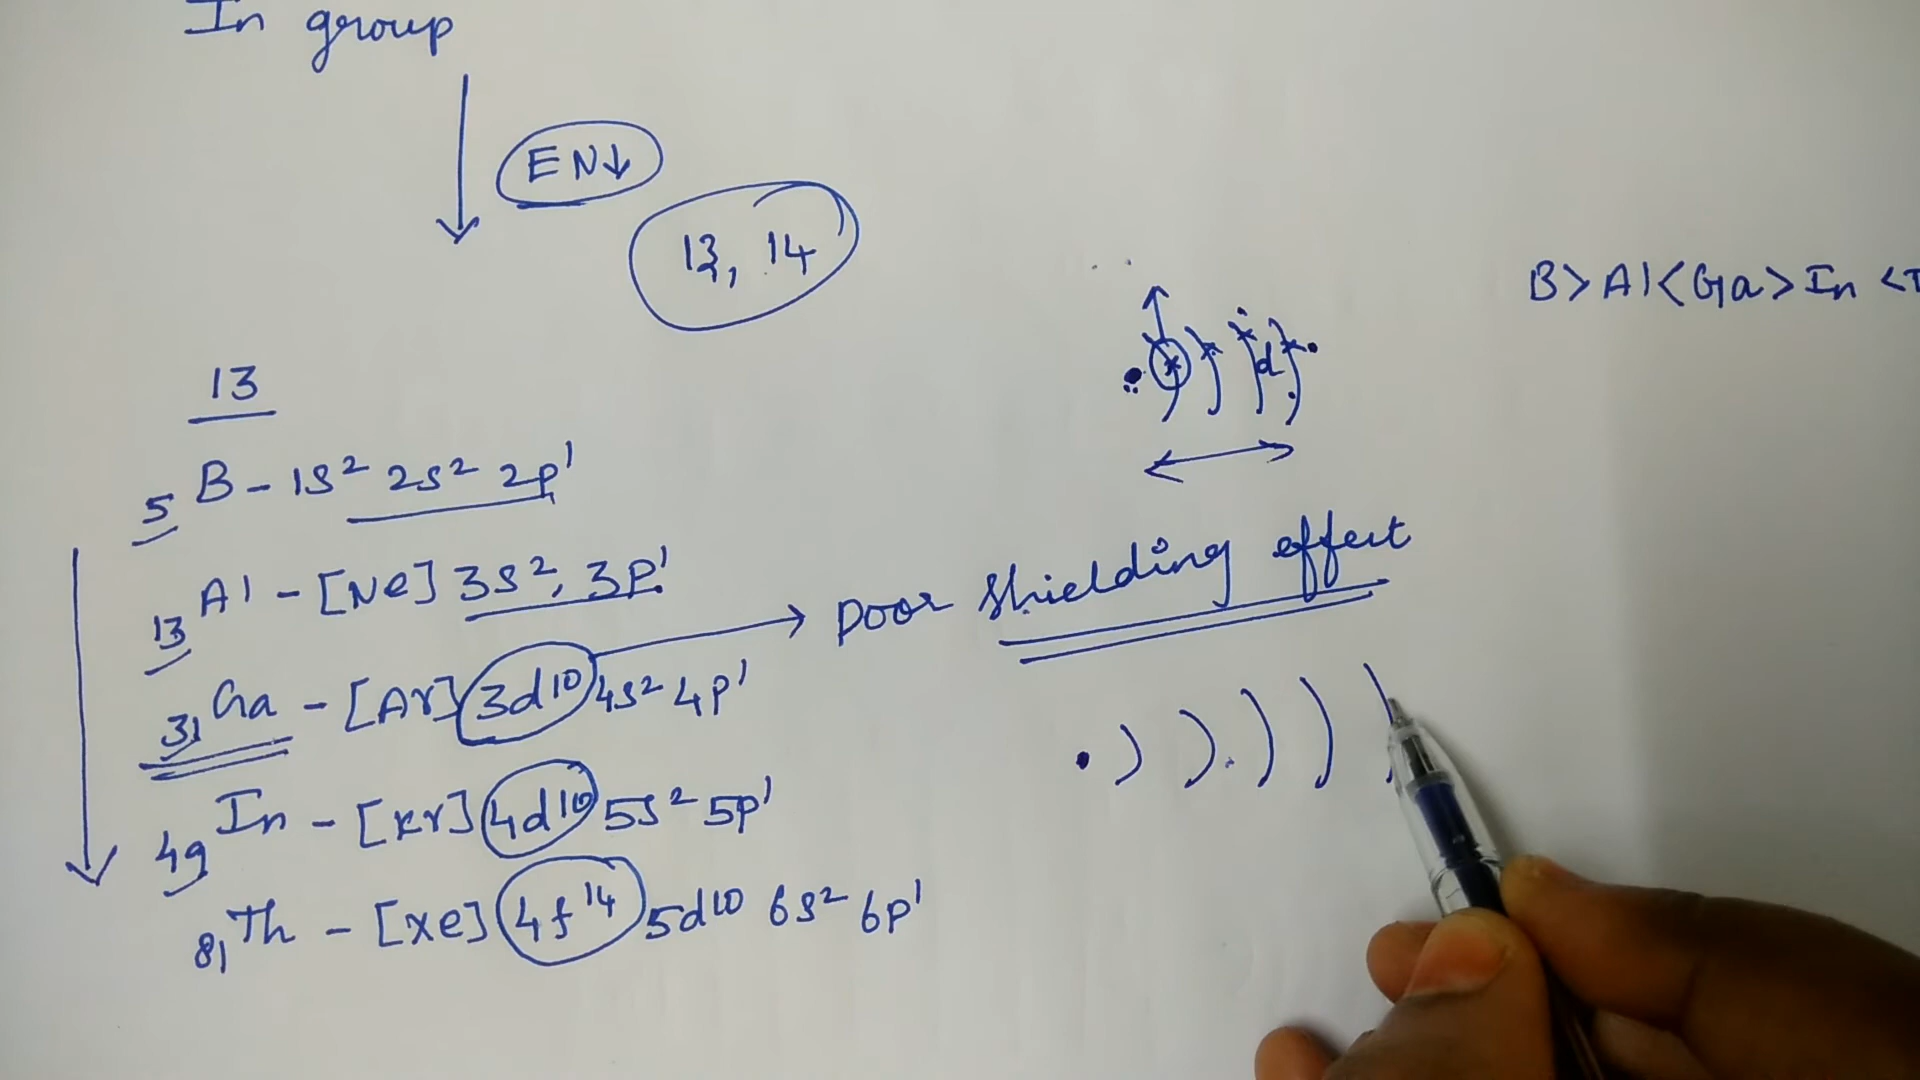 In group
EN↓
13, 14
B>Al<Ga>In <T
d
13
5 B - 1s² 2s² 2p¹
13 Al - [Ne] 3s², 3p¹
Poor shielding effect
31 Ga - [Ar] 3d¹⁰ 4s² 4p¹
49 In - [Kr] 4d¹⁰ 5s² 5p¹
81 Th - [Xe] 4f¹⁴ 5d¹⁰ 6s² 6p¹